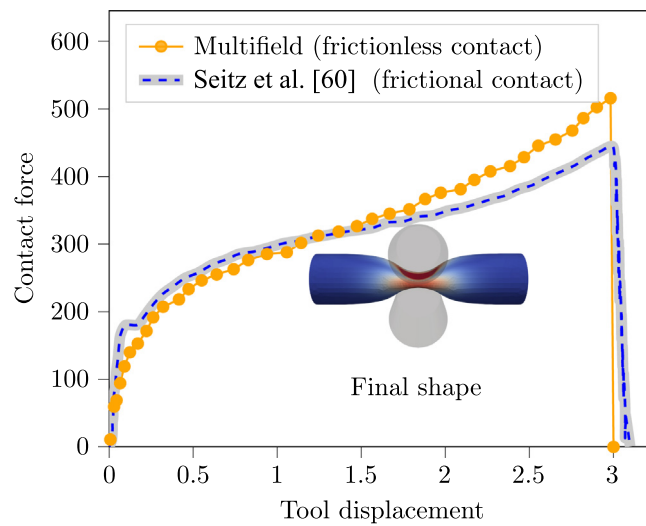 600
500
400
300
200
100
0
Contact force
Multifield (frictionless contact)
Seitz et al. [60] (frictional contact)
Final shape
0 0.5 1 1.5 2 2.5 3
Tool displacement